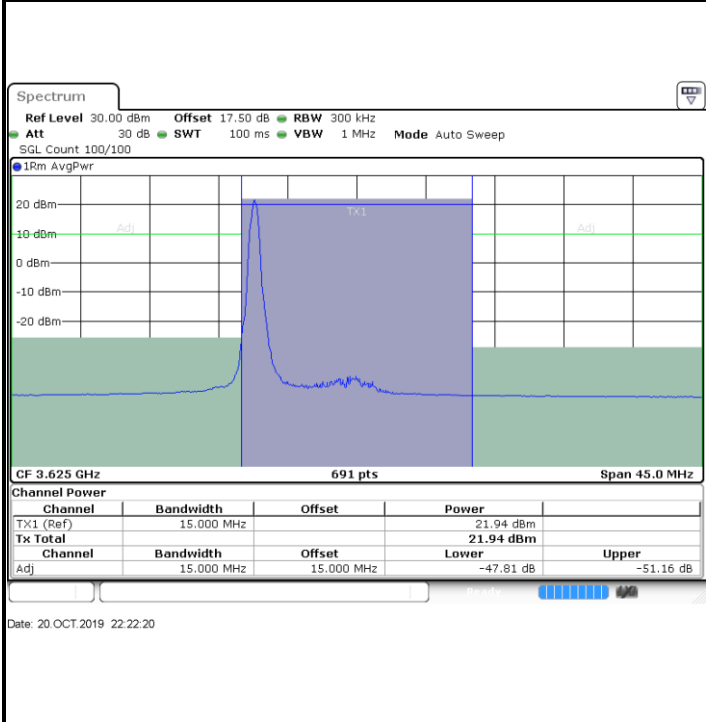 Spectrum
Ref Level 30.00 dBm Offset 17.50 dB RBW 300 kHz
Att 30 dB SWT 100 ms VBW 1 MHz Mode Auto Sweep
SGL Count 100/100
1Rm AvgPwr
20 dBm
TX1
Adj Adj
10 dBm
0 dBm
-10 dBm
-20 dBm
CF 3.625 GHz 691 pts Span 45.0 MHz
Channel Power
Channel Bandwidth Offset Power
TX1 (Ref) 15.000 MHz 21.94 dBm
Tx Total 21.94 dBm
Channel Bandwidth Offset Lower Upper
Adj 15.000 MHz 15.000 MHz -47.81 dB -51.16 dB
Ready
Date: 20.OCT.2019 22:22:20